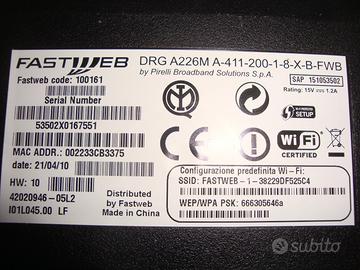 FASTWEB
DRG A226M A-411-200-1-8-X-B-FWB
by Pirelli Broadband Solutions S.p.A.
Fastweb code: 100161
SAP 151053502
Rating: 15V ⎓ 1.2A
Serial Number
53502X0167551
MAC ADDR.: 002233CB3375
date: 21/04/10
HW: 10
42020946-05L2
I01L045.00 LF
Distributed
by Fastweb
Made in China
SETUP
Wi Fi
CERTIFIED
Configurazione predefinita Wi-Fi:
SSID: FASTWEB-1-38229DF525C4
WEP/WPA PSK: 666305646a
subito